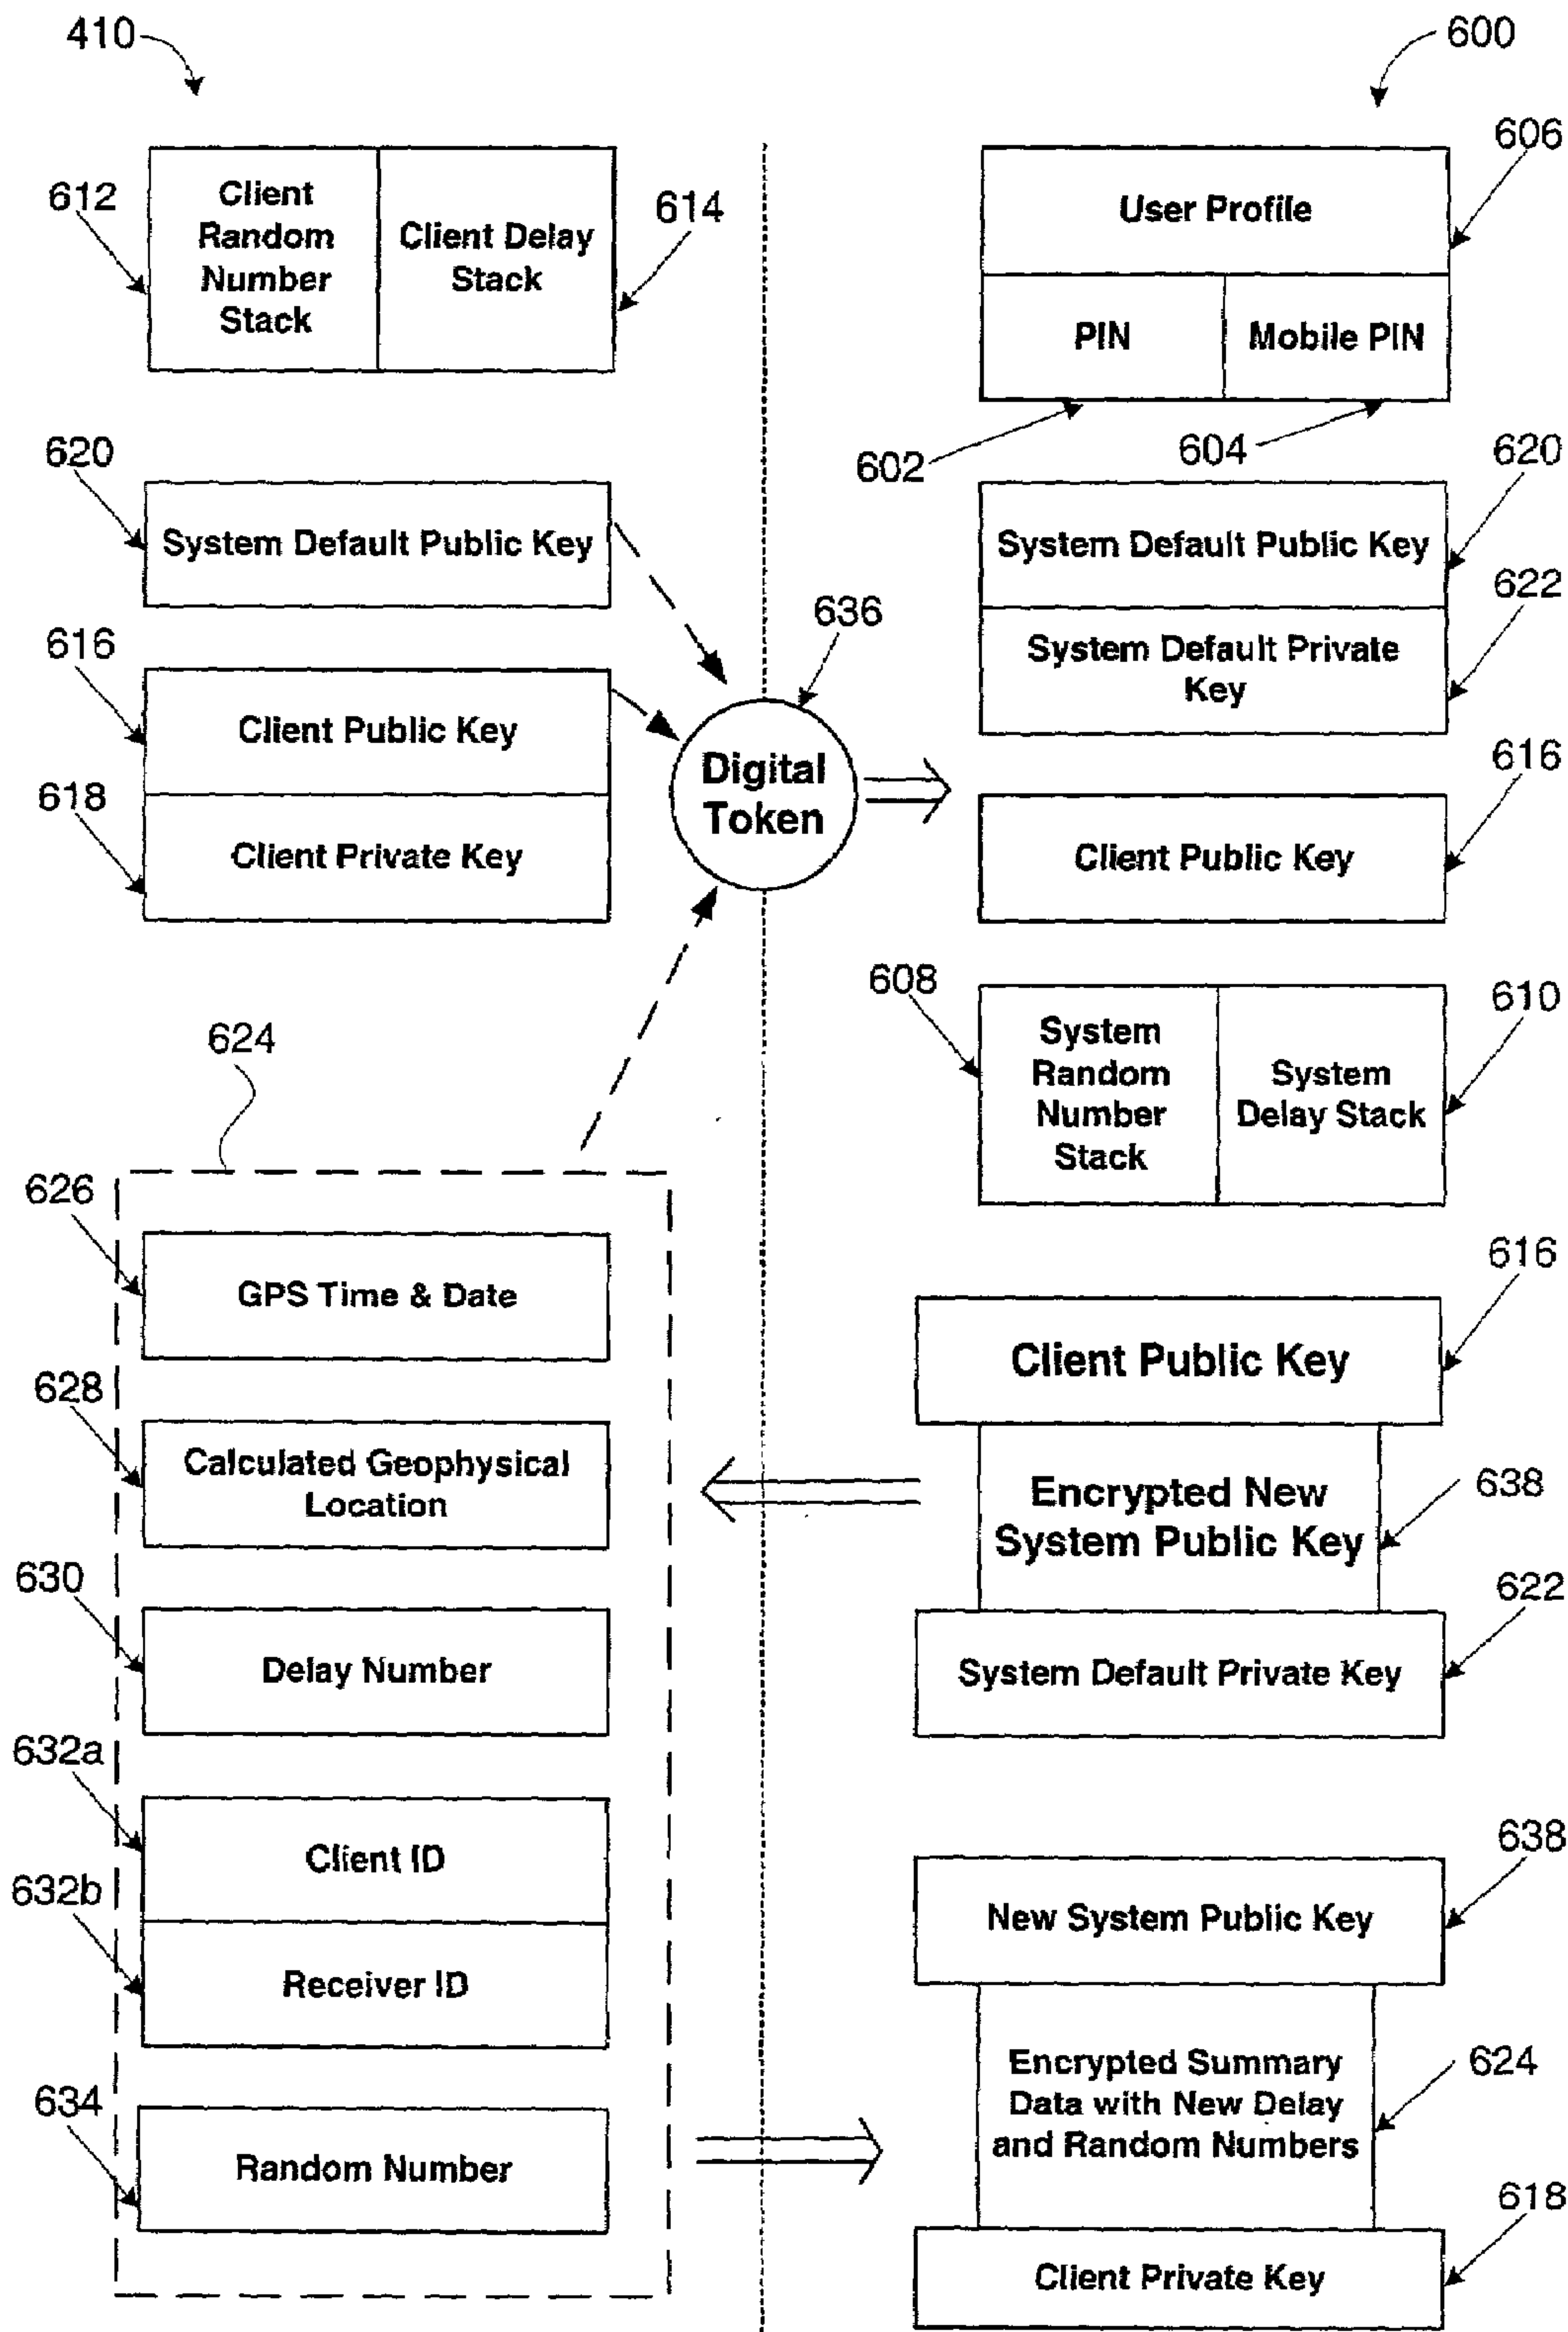 410
600
606
612
Client
Random
Number
Stack
Client Delay
Stack
614
User Profile
PIN
Mobile PIN
602
604
620
System Default Public Key
620
System Default Public Key
622
System Default Private
Key
616
Client Public Key
618
Client Private Key
636
Digital
Token
616
Client Public Key
608
System
Random
Number
Stack
System
Delay Stack
610
624
626
GPS Time & Date
628
Calculated Geophysical
Location
630
Delay Number
632a
Client ID
632b
Receiver ID
634
Random Number
616
Client Public Key
Encrypted New
System Public Key
638
622
System Default Private Key
638
New System Public Key
Encrypted Summary
Data with New Delay
and Random Numbers
624
618
Client Private Key